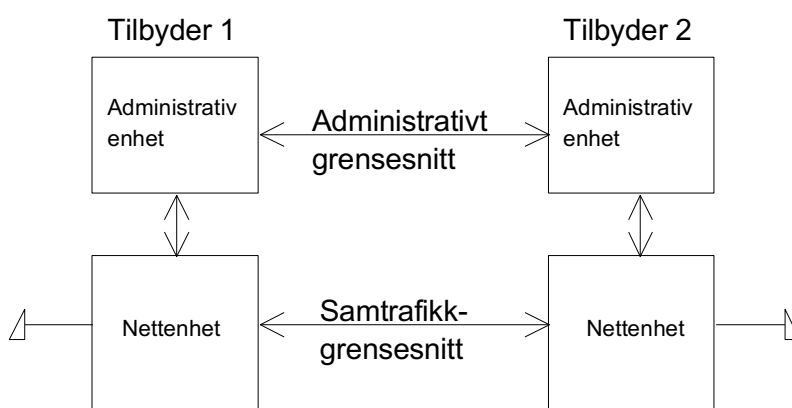 Tilbyder 1
Tilbyder 2
Administrativ
enhet
Administrativt
grensesnitt
Administrativ
enhet
Nettenhet
Samtrafikk-
grensesnitt
Nettenhet